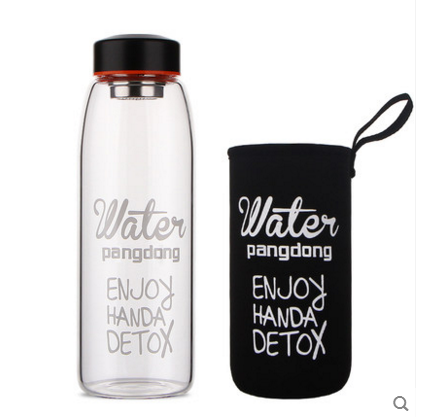 Water
pangdong
ENJOY
HANDA
DETOX
Water
pangdong
ENJOY
HANDA
DETOX